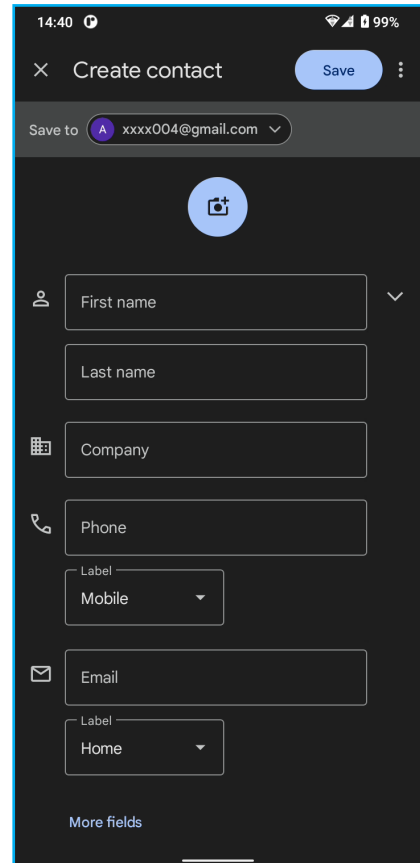 14:40 99%
Create contact Save
Save to A xxxx004@gmail.com
First name
Last name
Company
Phone
Label
Mobile
Email
Label
Home
More fields